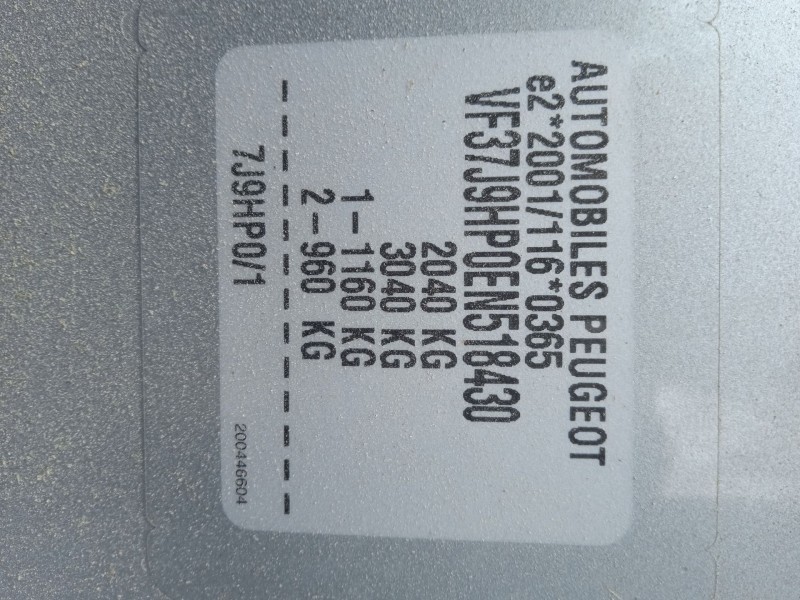 AUTOMOBILES PEUGEOT
e2*2001/116*0365
VF37J9HP0EN518430
2040 KG
3040 KG
1-1160 KG
2-960 KG
7J9HP0/1
200446604